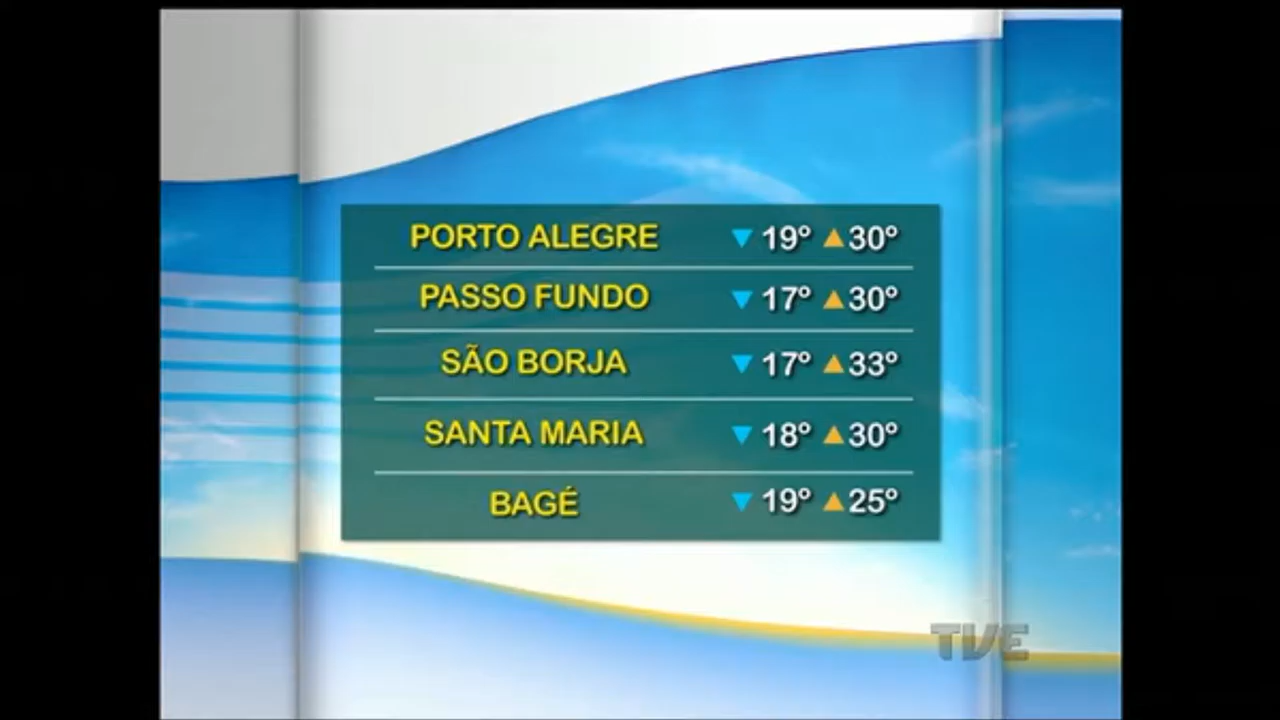 PORTO ALEGRE ▼ 19º ▲ 30º
PASSO FUNDO ▼ 17º ▲ 30º
SÃO BORJA ▼ 17º ▲ 33º
SANTA MARIA ▼ 18º ▲ 30º
BAGÉ ▼ 19º ▲ 25º
TVE